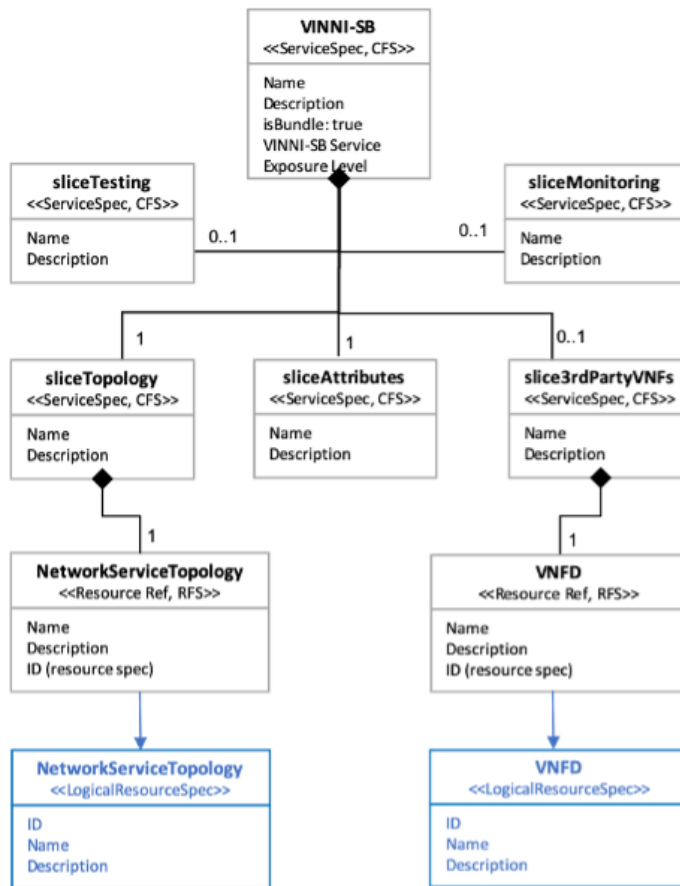 VINNI-SB
<<ServiceSpec, CFS>>
Name
Description
isBundle: true
VINNI-SB Service
Exposure Level
sliceTesting
<<ServiceSpec, CFS>>
Name
Description
0..1
sliceMonitoring
<<ServiceSpec, CFS>>
Name
Description
0..1
1
1
0..1
sliceTopology
<<ServiceSpec, CFS>>
Name
Description
sliceAttributes
<<ServiceSpec, CFS>>
Name
Description
slice3rdPartyVNFs
<<ServiceSpec, CFS>>
Name
Description
1
1
NetworkServiceTopology
<<Resource Ref, RFS>>
Name
Description
ID (resource spec)
VNFD
<<Resource Ref, RFS>>
Name
Description
ID (resource spec)
NetworkServiceTopology
<<LogicalResourceSpec>>
ID
Name
Description
VNFD
<<LogicalResourceSpec>>
ID
Name
Description